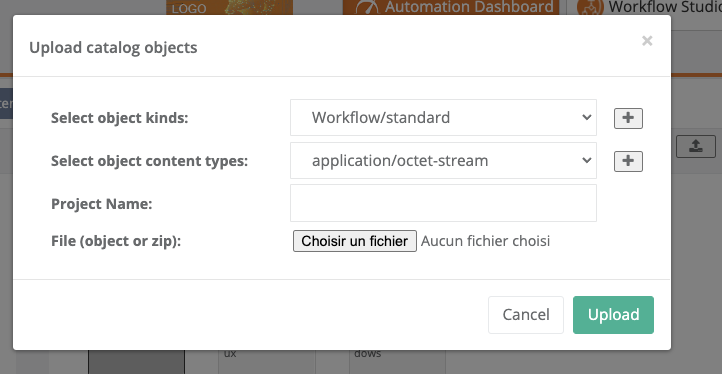 LOGO
Automation Dashboard
Workflow Studio
Upload catalog objects
×
Select object kinds:
Workflow/standard
+
Select object content types:
application/octet-stream
+
Project Name:
File (object or zip):
Choisir un fichier
Aucun fichier choisi
Cancel
Upload
ux
dows